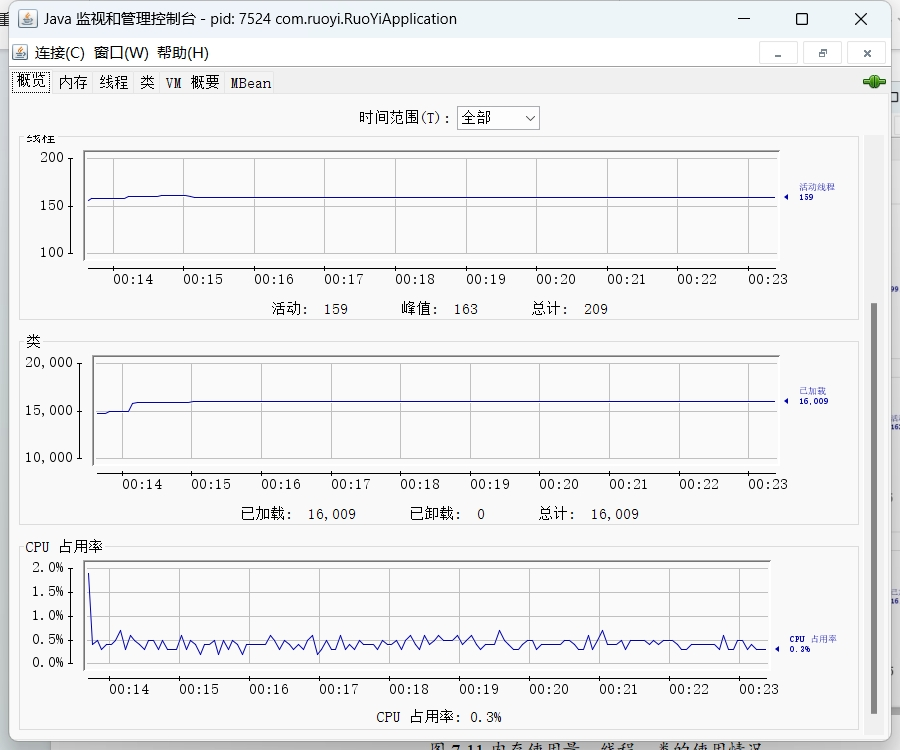 Java 监视和管理控制台 - pid: 7524 com.ruoyi.RuoYiApplication
连接(C) 窗口(W) 帮助(H)
概览 内存 线程 类 VM 概要 MBean
时间范围(T): 全部
线程
200
150
100
活动线程
159
00:14 00:15 00:16 00:17 00:18 00:19 00:20 00:21 00:22 00:23
活动: 159 峰值: 163 总计: 209
类
20,000
15,000
10,000
已加载
16,009
00:14 00:15 00:16 00:17 00:18 00:19 00:20 00:21 00:22 00:23
已加载: 16,009 已卸载: 0 总计: 16,009
CPU 占用率
2.0%
1.5%
1.0%
0.5%
0.0%
CPU 占用率
0.3%
00:14 00:15 00:16 00:17 00:18 00:19 00:20 00:21 00:22 00:23
CPU 占用率: 0.3%
图 7.11 内存使用量、线程、类的使用情况